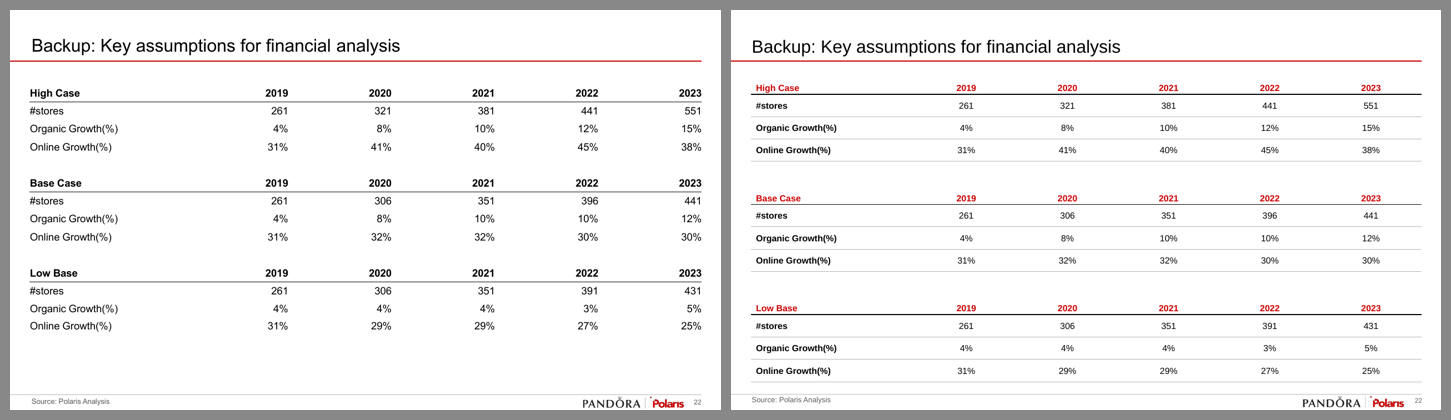 Backup: Key assumptions for financial analysis
High Case 2019 2020 2021 2022 2023
#stores 261 321 381 441 551
Organic Growth(%) 4% 8% 10% 12% 15%
Online Growth(%) 31% 41% 40% 45% 38%
Base Case 2019 2020 2021 2022 2023
#stores 261 306 351 396 441
Organic Growth(%) 4% 8% 10% 10% 12%
Online Growth(%) 31% 32% 32% 30% 30%
Low Base 2019 2020 2021 2022 2023
#stores 261 306 351 391 431
Organic Growth(%) 4% 4% 4% 3% 5%
Online Growth(%) 31% 29% 29% 27% 25%
Source: Polaris Analysis
PANDÖRA Polaris 22
Backup: Key assumptions for financial analysis
High Case 2019 2020 2021 2022 2023
#stores 261 321 381 441 551
Organic Growth(%) 4% 8% 10% 12% 15%
Online Growth(%) 31% 41% 40% 45% 38%
Base Case 2019 2020 2021 2022 2023
#stores 261 306 351 396 441
Organic Growth(%) 4% 8% 10% 10% 12%
Online Growth(%) 31% 32% 32% 30% 30%
Low Base 2019 2020 2021 2022 2023
#stores 261 306 351 391 431
Organic Growth(%) 4% 4% 4% 3% 5%
Online Growth(%) 31% 29% 29% 27% 25%
Source: Polaris Analysis
PANDÖRA Polaris 22